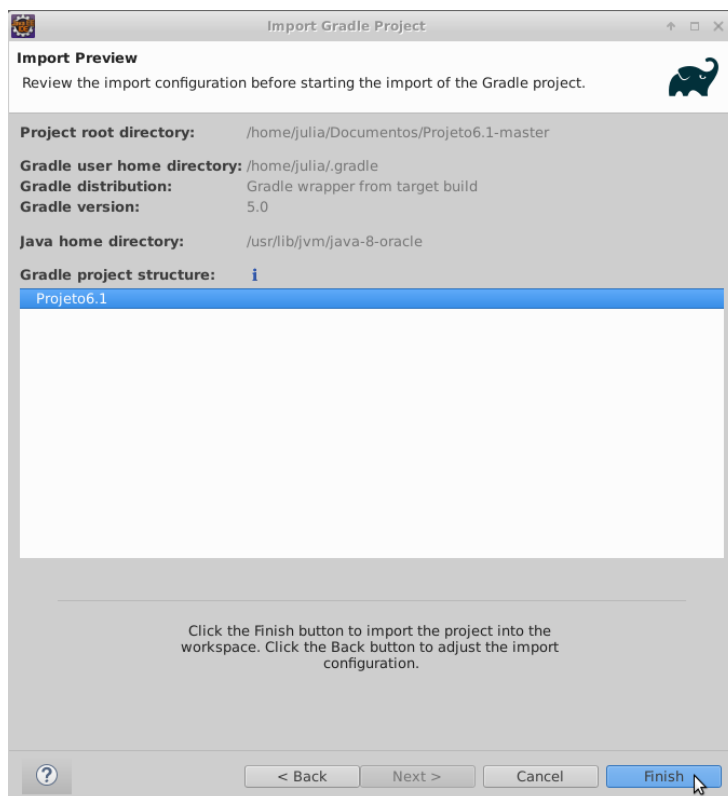 Import Gradle Project
Import Preview
Review the import configuration before starting the import of the Gradle project.
Project root directory: /home/julia/Documentos/Projeto6.1-master
Gradle user home directory: /home/julia/.gradle
Gradle distribution: Gradle wrapper from target build
Gradle version: 5.0
Java home directory: /usr/lib/jvm/java-8-oracle
Gradle project structure: i
Projeto6.1
Click the Finish button to import the project into the
workspace. Click the Back button to adjust the import
configuration.
? < Back Next > Cancel Finish